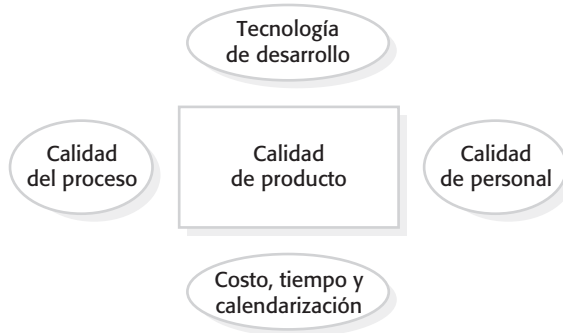 Tecnología
de desarrollo
Calidad
del proceso
Calidad
de producto
Calidad
de personal
Costo, tiempo y
calendarización